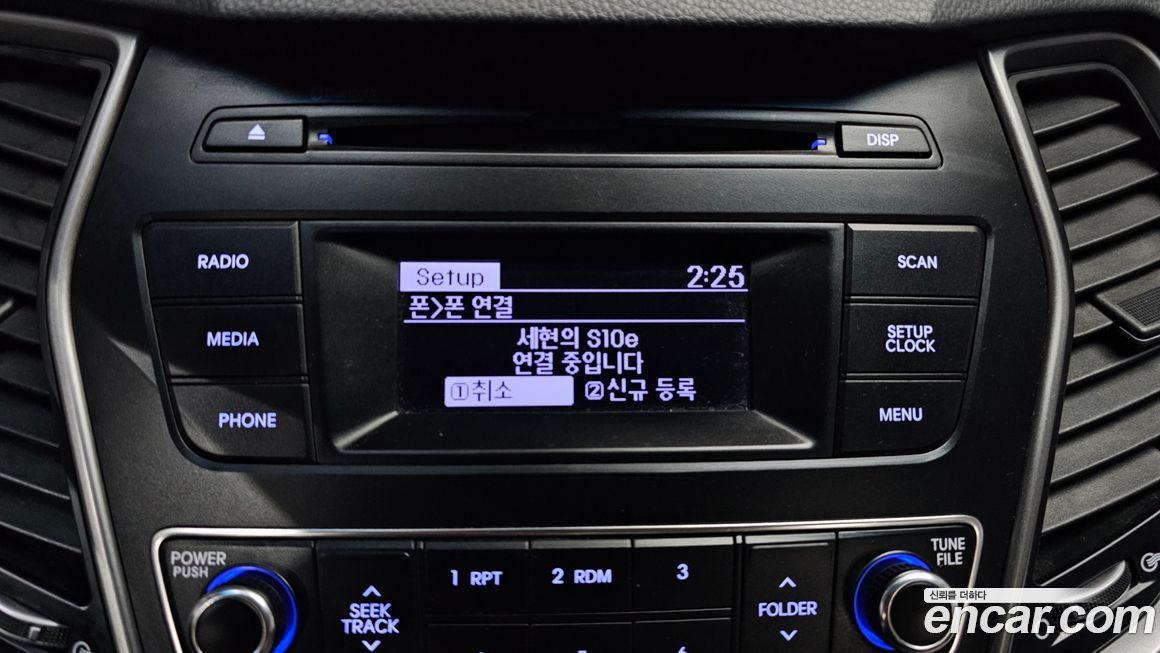 DISP
RADIO
MEDIA
PHONE
Setup 2:25
폰>폰 연결
세현의 S10e
연결 중입니다
1 취소 2 신규 등록
SCAN
SETUP
CLOCK
MENU
POWER
PUSH
SEEK
TRACK
1 RPT
2 RDM
3
FOLDER
TUNE
FILE
신뢰를 더하다
encar.com